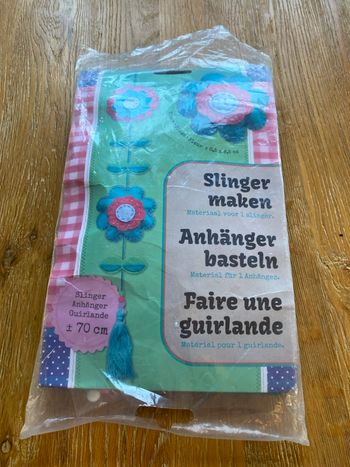 Slinger
maken
Materiaal voor 1 slinger.
Anhänger
basteln
Material für 1 Anhänger.
Faire une
guirlande
Matérial pour 1 guirlande.
Slinger
Anhänger
Guirlande
± 70 cm